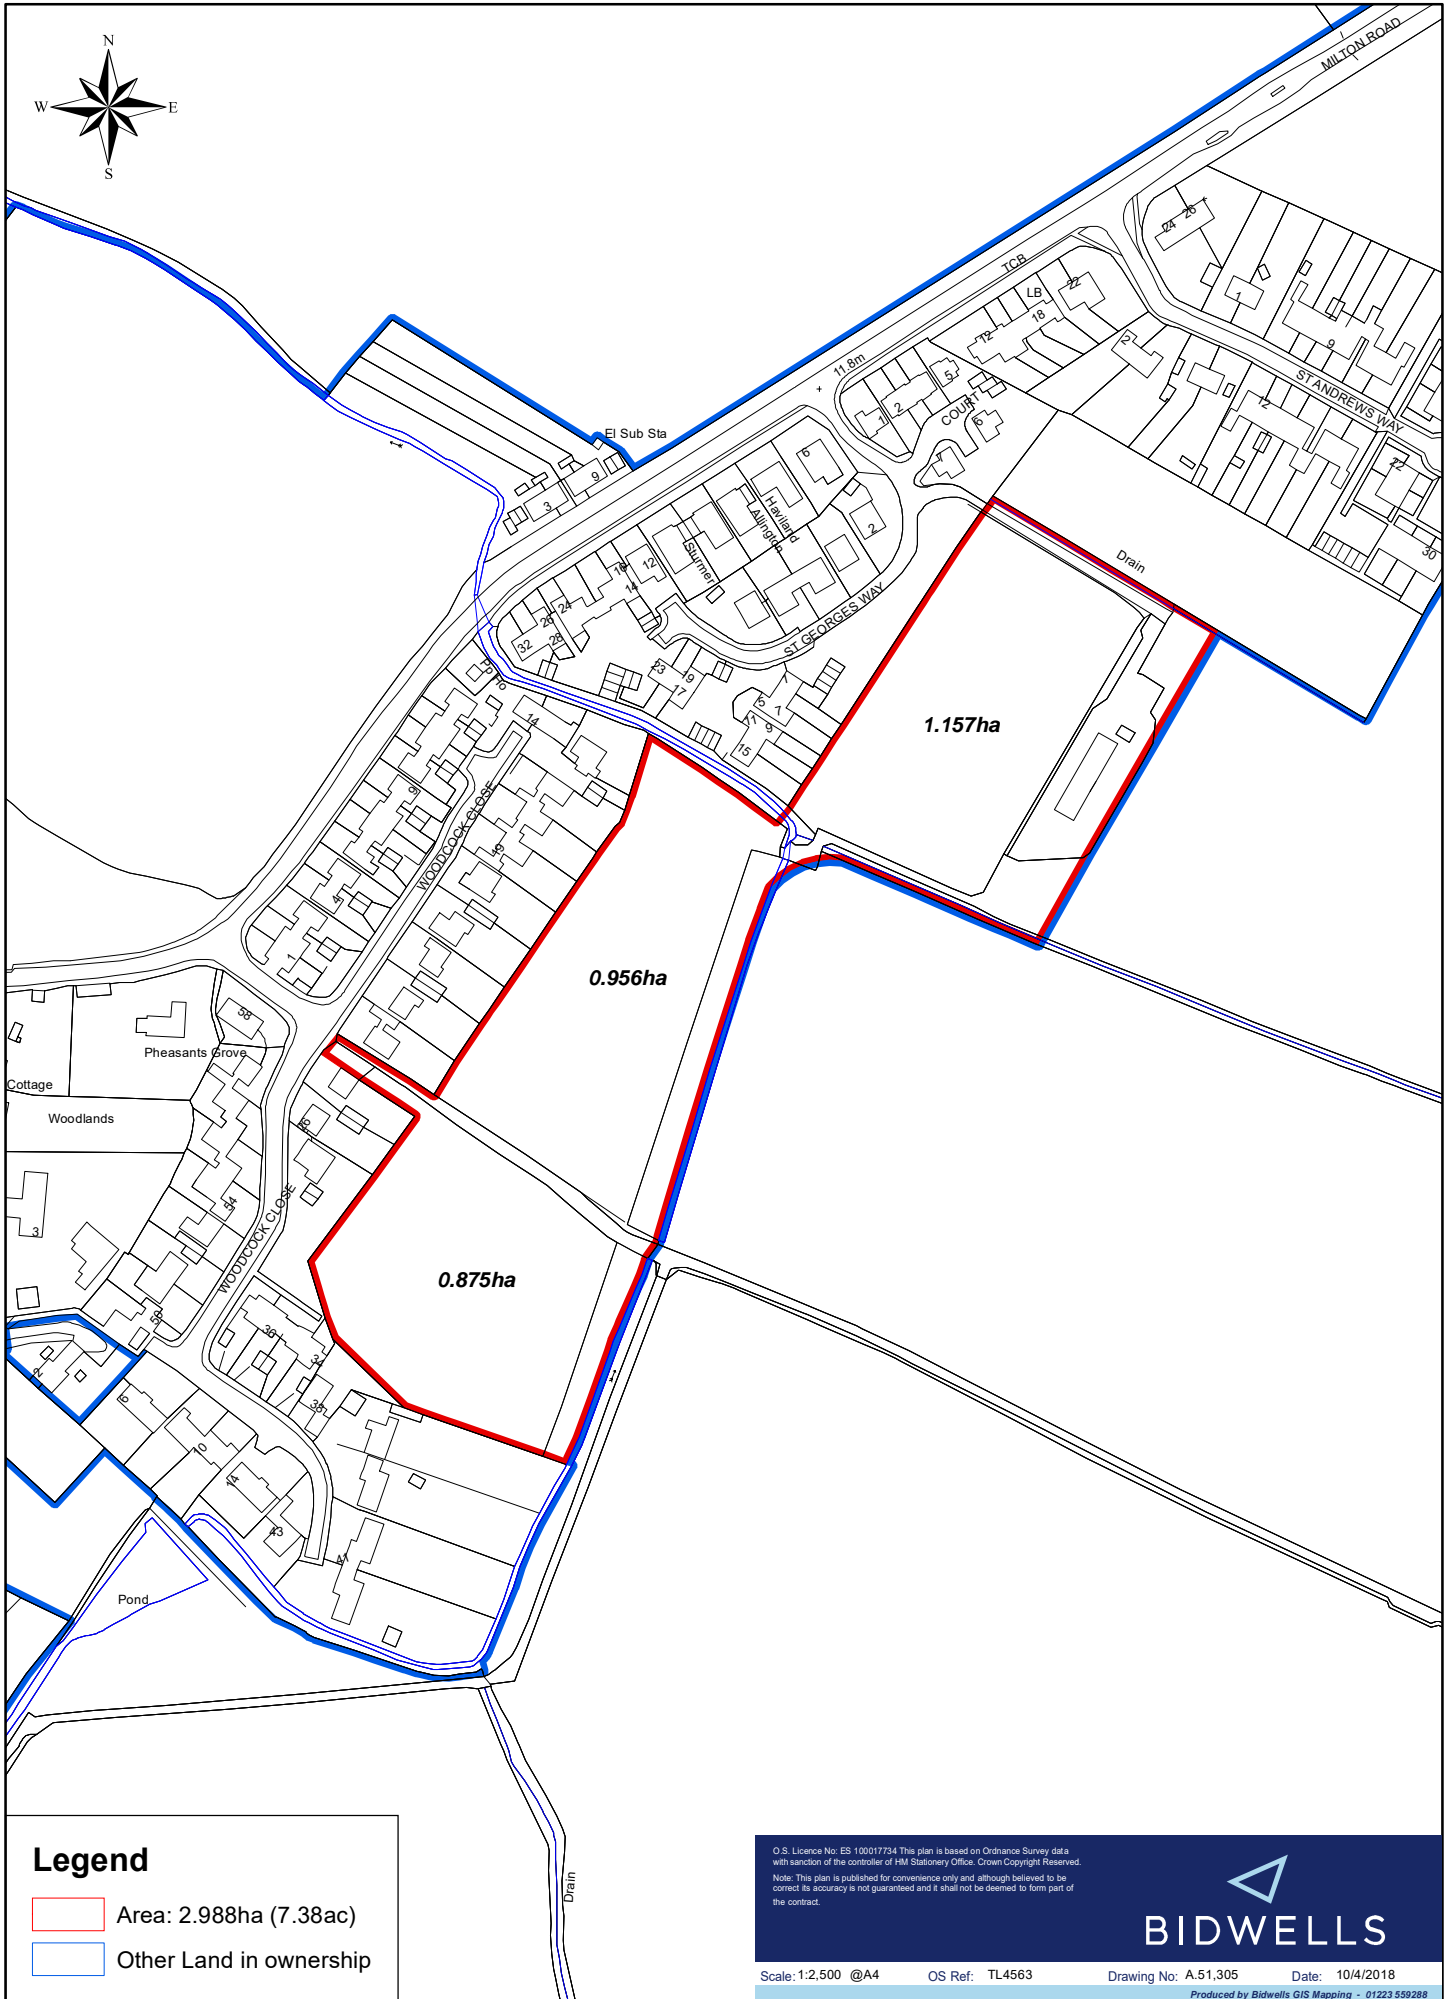 N
W E
S
MILTON ROAD
TCB
LB
22
18
12
24 26
1
9
2
ST ANDREWS WAY
12
22
30
11.8m
5
1 2
COURT
6
7
El Sub Sta
9
3
6
Haviland
Allington
Sturmer
2
Drain
16
12
14
24
26
28
32
ST GEORGES WAY
23
19
17
5
7
11
9
15
1.157ha
Pp Ho
14
9
WOODCOCK CLOSE
19
4
1
0.956ha
58
Pheasants Grove
Cottage
Woodlands
26
54
3
WOODCOCK CLOSE
0.875ha
50
36
34
38
2
6
10
14
43
41
Pond
Drain
Legend
Area: 2.988ha (7.38ac)
Other Land in ownership
O.S. Licence No: ES 100017734 This plan is based on Ordnance Survey data
with sanction of the controller of HM Stationery Office. Crown Copyright Reserved.
Note: This plan is published for convenience only and although believed to be
correct its accuracy is not guaranteed and it shall not be deemed to form part of
the contract.
BIDWELLS
Scale: 1:2,500 @A4 OS Ref: TL4563 Drawing No: A.51,305 Date: 10/4/2018
Produced by Bidwells GIS Mapping - 01223 559288